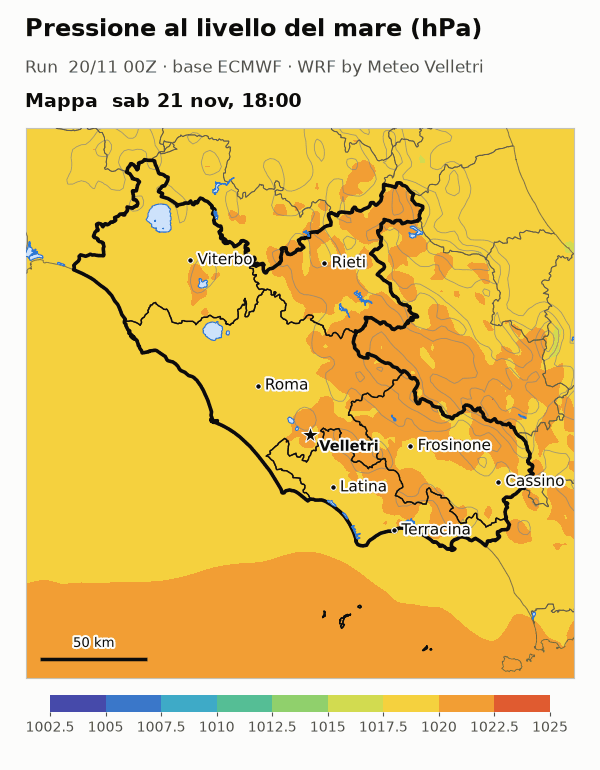 Pressione al livello del mare (hPa)
Run  20/11 00Z · base ECMWF · WRF by Meteo Velletri
Mappa  sab 21 nov, 18:00
Viterbo
Rieti
Roma
Velletri
Frosinone
Cassino
Latina
Terracina
50 km
1002.5 1005 1007.5 1010 1012.5 1015 1017.5 1020 1022.5 1025